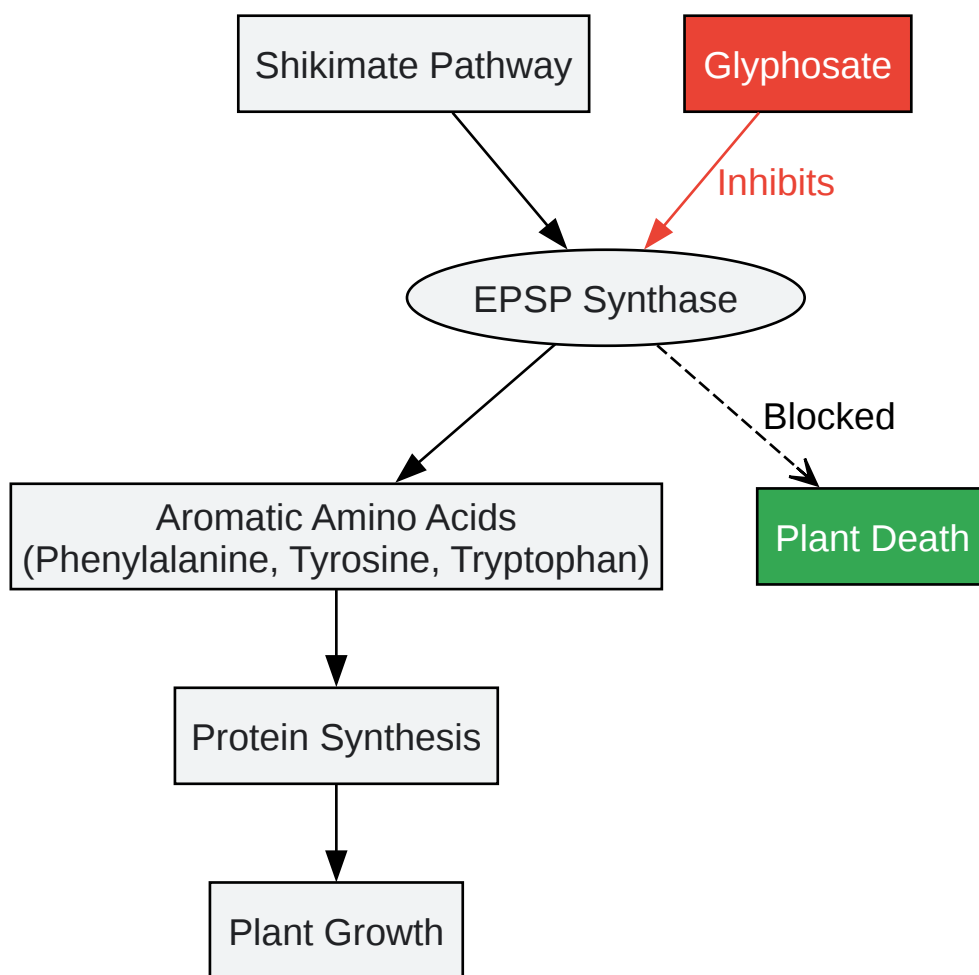 Shikimate Pathway
Glyphosate
Inhibits
EPSP Synthase
Blocked
Aromatic Amino Acids
(Phenylalanine, Tyrosine, Tryptophan)
Plant Death
Protein Synthesis
Plant Growth